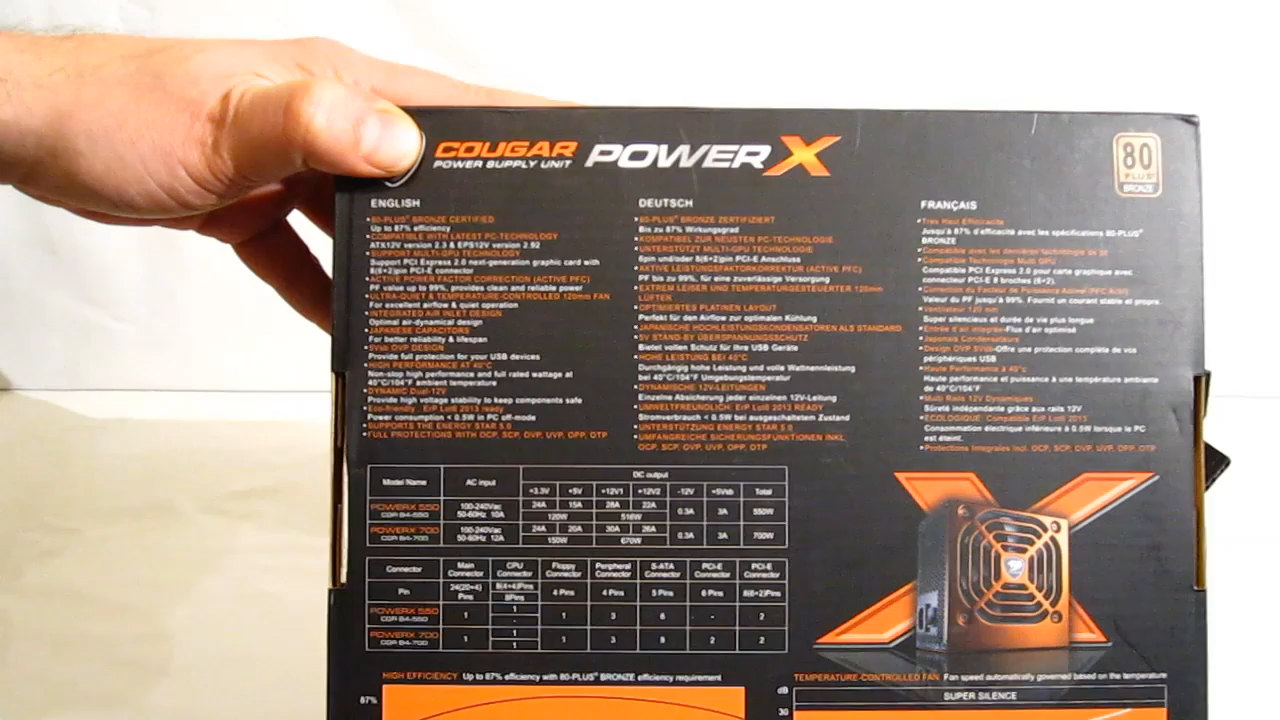 COUGAR
POWER SUPPLY UNIT
POWER X
80
PLUS®
BRONZE
ENGLISH
•80-PLUS® BRONZE CERTIFIED
Up to 87% efficiency
•COMPATIBLE WITH LATEST PC-TECHNOLOGY
ATX12V version 2.3 & EPS12V version 2.92
•SUPPORT MULTI-GPU TECHNOLOGY
Support PCI Express 2.0 next-generation graphic card with
8(6+2)pin PCI-E connector
•ACTIVE POWER FACTOR CORRECTION (ACTIVE PFC)
PF value up to 99%, provides clean and reliable power
•ULTRA-QUIET & TEMPERATURE-CONTROLLED 120mm FAN
For excellent airflow & quiet operation
•INTEGRATED AIR INLET DESIGN
Optimal air-dynamical design
•JAPANESE CAPACITORS
For better reliability & lifespan
•5Vsb OVP DESIGN
Provide full protection for your USB devices
•HIGH PERFORMANCE AT 40°C
Non-stop high performance and full rated wattage at
40°C/104°F ambient temperature
•DYNAMIC Dual-12V
Provide high voltage stability to keep components safe
•Eco-friendly : ErP Lot6 2013 ready
Power consumption < 0.5W in PC off-mode
•SUPPORTS THE ENERGY STAR 5.0
•FULL PROTECTIONS WITH OCP, SCP, OVP, UVP, OPP, OTP
DEUTSCH
•80-PLUS® BRONZE ZERTIFIZIERT
Bis zu 87% Wirkungsgrad
•KOMPATIBEL ZUR NEUSTEN PC-TECHNOLOGIE
•UNTERSTÜTZT MULTI-GPU TECHNOLOGIE
6pin und/oder 8(6+2)pin PCI-E Anschluss
•AKTIVE LEISTUNGSFAKTORKORREKTUR (ACTIVE PFC)
PF bis zu 99%, für eine zuverlässige Versorgung
•EXTREM LEISER UND TEMPERATURGESTEUERTER 120mm
LÜFTER
•OPTIMIERTES PLATINEN LAYOUT
Perfekt für den Airflow zur optimalen Kühlung
•JAPANISCHE HOCHLEISTUNGSKONDENSATOREN ALS STANDARD
•5V STAND-BY ÜBERSPANNUNGSSCHUTZ
Bietet vollen Schutz für Ihre USB Geräte
•HOHE LEISTUNG BEI 40°C
Durchgängig hohe Leistung und volle Wattnennleistung
bei 40°C/104°F Umgebungstemperatur
•DYNAMISCHE 12V-LEITUNGEN
Einzelne Absicherung jeder einzelnen 12V-Leitung
•UMWELTFREUNDLICH: ErP Lot6 2013 READY
Stromverbrauch < 0.5W bei ausgeschaltetem Zustand
•UNTERSTÜTZUNG ENERGY STAR 5.0
•UMFANGREICHE SICHERUNGSFUNKTIONEN INKL.
OCP, SCP, OVP, UVP, OPP, OTP
FRANÇAIS
•Très Haut Efficacité
Jusqu'à 87% d'efficacité avec les spécifications 80-PLUS®
BRONZE
•Compatible avec les dernières technologie de
•Compatible Technologie Multi GPU
Compatible PCI Express 2.0 pour carte graphique avec
connecteur PCI-E 8 broches (6+2).
•Correction du Facteur de Puissance Active (PFC Actif)
Valeur du PF jusqu'à 99%. Fournit un courant stable et propre.
•Ventilateur 120 mm
Super silencieux et durée de vie plus longue
•Entrée d'air intégrée-Flux d'air optimisé
•Japonais Condensateurs
•Design OVP 5Vsb-Offre une protection complète de vos
périphériques USB
•Haute Performance à 40°c
Haute performance et puissance à une température ambiante
de 40°C/104°F
•Multi Rails 12V Dynamiques
Sûreté indépendante grâce aux rails 12V
•ECOLOGIQUE: Compatible ErP Lot6 2013
Consommation électrique inférieure à 0.5W lorsque le PC
est éteint.
•Protections Integrales incl. OCP, SCP, OVP, UVP, OPP, OTP
Model Name AC input DC output
+3.3V +5V +12V1 +12V2 -12V +5Vsb Total
POWERX 550 CGR B4-550 100-240Vac 50-60Hz 10A 24A 15A 28A 22A 0.3A 3A 550W
120W 516W
POWERX 700 CGR B4-700 100-240Vac 50-60Hz 12A 24A 20A 30A 26A 0.3A 3A 700W
150W 670W
Connector Main Connector CPU Connector Floppy Connector Peripheral Connector S-ATA Connector PCI-E Connector PCI-E Connector
Pin 24(20+4) Pins 8(4+4)Pins 8Pins 4 Pins 4 Pins 5 Pins 6 Pins 8(6+2)Pins
POWERX 550 CGR B4-550 1 1 - 1 3 6 - 2
POWERX 700 CGR B4-700 1 1 1 1 3 8 2 2
HIGH EFFICIENCY Up to 87% efficiency with 80-PLUS® BRONZE efficiency requirement
87%
TEMPERATURE-CONTROLLED FAN Fan speed automatically governed based on the temperature
dB
SUPER SILENCE
30